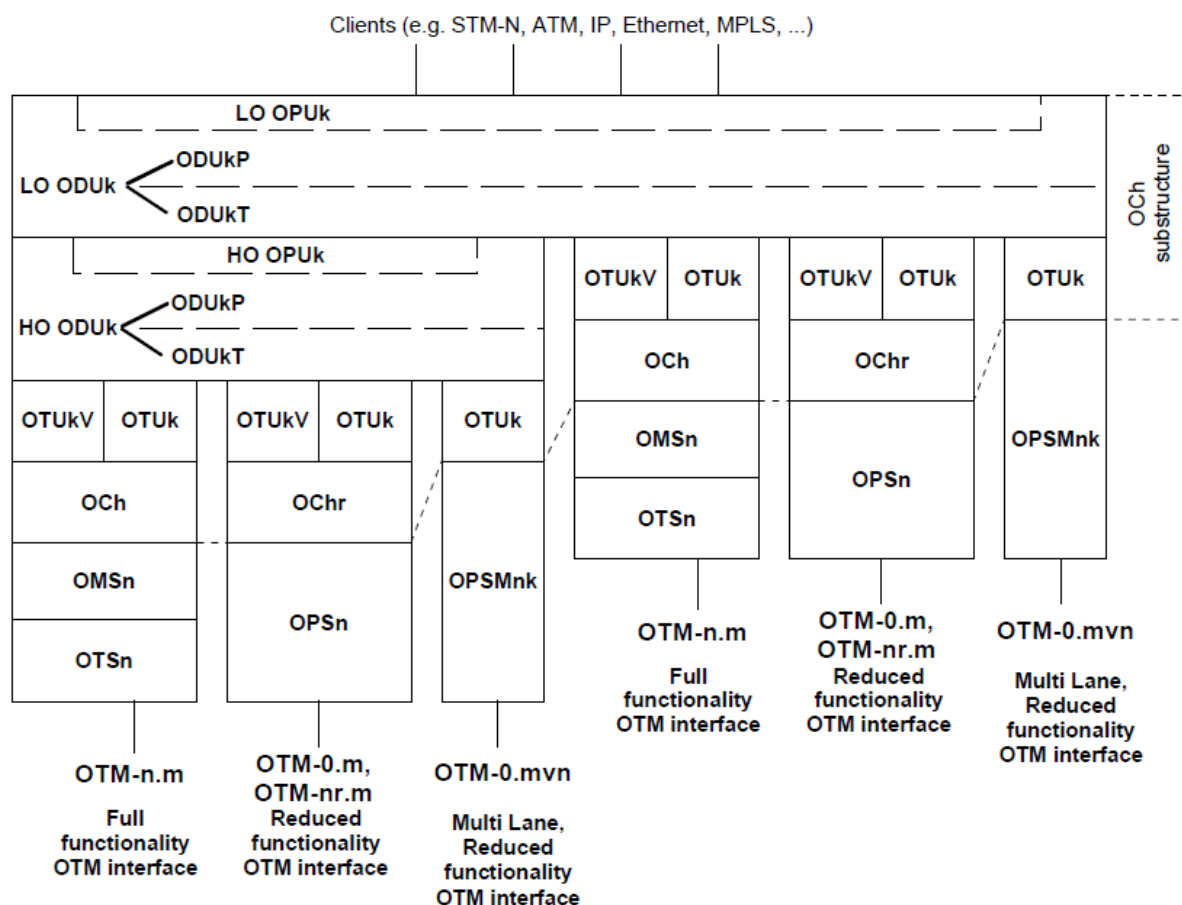 Clients (e.g. STM-N, ATM, IP, Ethernet, MPLS, ...)
LO OPUk
ODUkP
LO ODUk
ODUkT
OCh
substructure
HO OPUk
ODUkP
HO ODUk
ODUkT
OTUkV OTUk
OTUkV OTUk
OTUk
OCh
OChr
OMSn
OPSn
OPSMnk
OTSn
OTUkV OTUk
OTUkV OTUk
OTUk
OCh
OChr
OMSn
OPSn
OPSMnk
OTSn
OTM-n.m
Full
functionality
OTM interface
OTM-0.m,
OTM-nr.m
Reduced
functionality
OTM interface
OTM-0.mvn
Multi Lane,
Reduced
functionality
OTM interface
OTM-n.m
Full
functionality
OTM interface
OTM-0.m,
OTM-nr.m
Reduced
functionality
OTM interface
OTM-0.mvn
Multi Lane,
Reduced
functionality
OTM interface